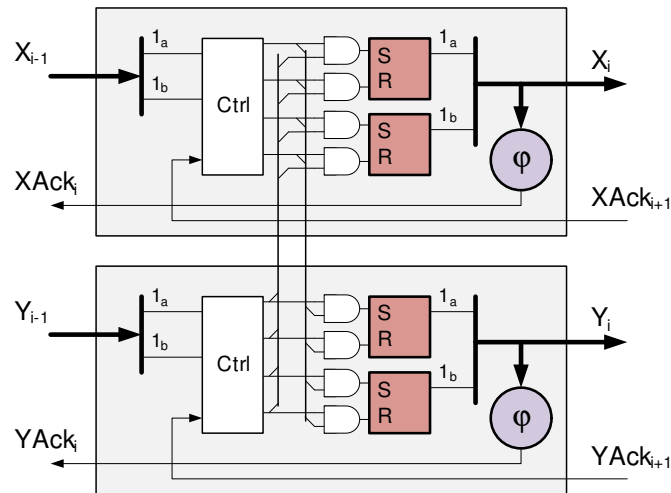 X_{i-1}
1_a
1_b
Ctrl
S
R
S
R
1_a
1_b
X_i
φ
XAck_i
XAck_{i+1}
Y_{i-1}
1_a
1_b
Ctrl
S
R
S
R
1_a
1_b
Y_i
φ
YAck_i
YAck_{i+1}